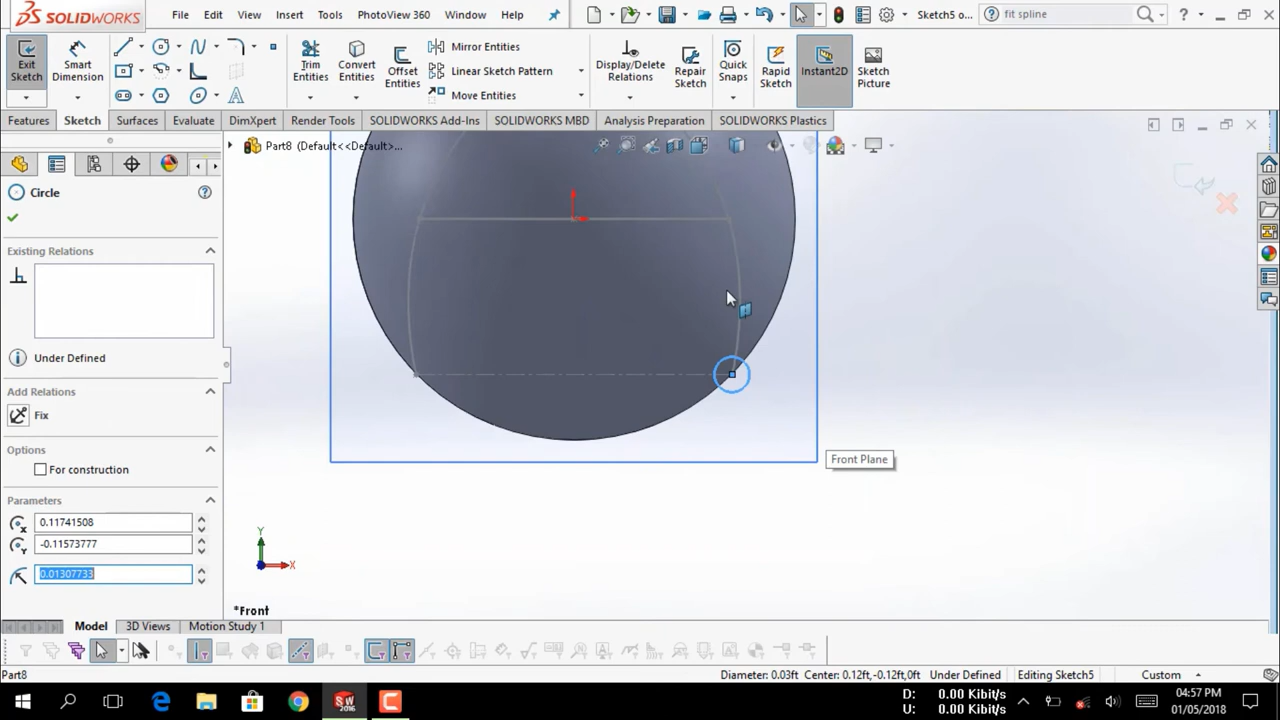 SOLIDWORKS
File
Edit
View
Insert
Tools
PhotoView 360
Window
Help
Sketch5 o...
fit spline
Exit Sketch
Smart Dimension
Trim Entities
Convert Entities
Offset Entities
Mirror Entities
Linear Sketch Pattern
Move Entities
Display/Delete Relations
Repair Sketch
Quick Snaps
Rapid Sketch
Instant2D
Sketch Picture
Features
Sketch
Surfaces
Evaluate
DimXpert
Render Tools
SOLIDWORKS Add-Ins
SOLIDWORKS MBD
Analysis Preparation
SOLIDWORKS Plastics
Part8 (Default<<Default>...
Circle
Existing Relations
Under Defined
Add Relations
Fix
Options
For construction
Parameters
0.11741508
-0.11573777
0.01307733
Front Plane
Y
X
*Front
Model
3D Views
Motion Study 1
Part8
Diameter: 0.03ft
Center: 0.12ft,-0.12ft,0ft
Under Defined
Editing Sketch5
Custom
SW
2016
D: 0.00 Kibit/s
U: 0.00 Kibit/s
04:57 PM
01/05/2018